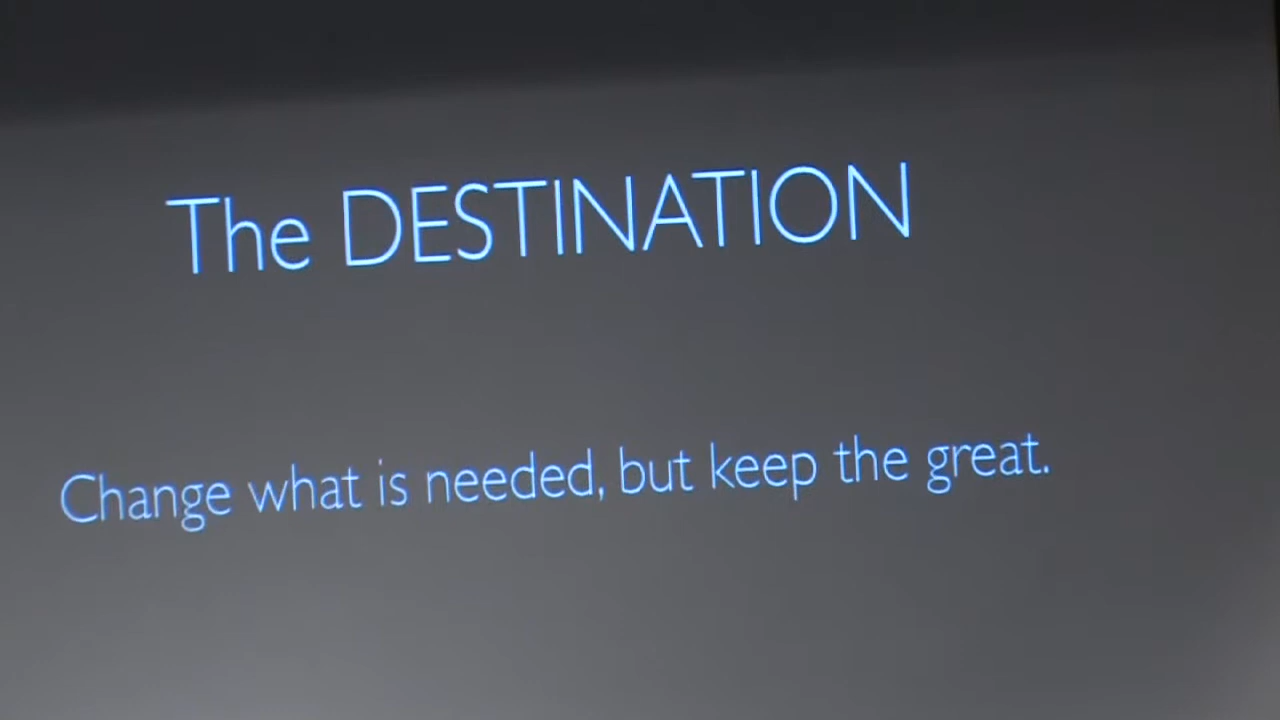 The DESTINATION
Change what is needed, but keep the great.